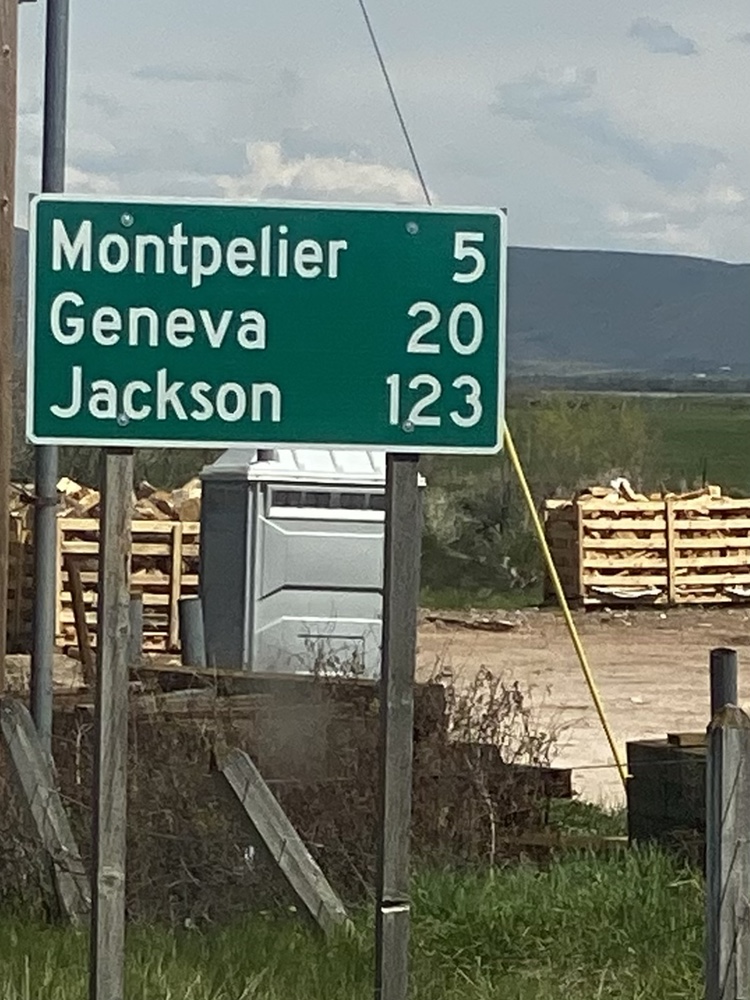 Montpelier 5
Geneva 20
Jackson 123